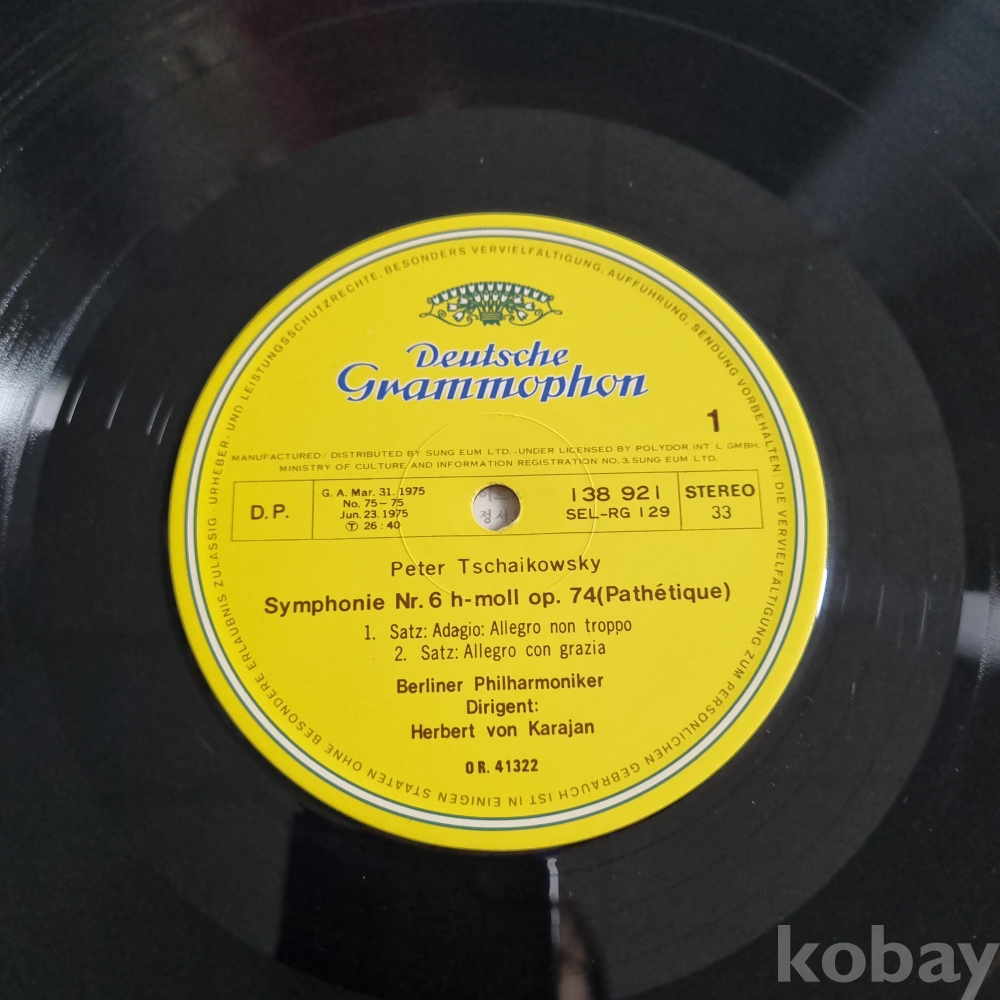 URHEBER- UND LEISTUNGSSCHUTZRECHTE, BESONDERS VERVIELFÄLTIGUNG, AUFFÜHRUNG, SENDUNG VORBEHALTEN. DIE VERVIELFÄLTIGUNG ZUM PERSÖNLICHEN GEBRAUCH IST IN EINIGEN STAATEN OHNE BESONDERE ERLAUBNIS ZULÄSSIG
Deutsche
Grammophon
1
MANUFACTURED / DISTRIBUTED BY SUNG EUM LTD. -UNDER LICENSED BY POLYDOR INT'L GMBH.
MINISTRY OF CULTURE AND INFORMATION REGISTRATION NO. 3. SUNG EUM LTD.
D.P.
G. A. Mar. 31. 1975
No. 75-75
Jun. 23. 1975
Ⓣ 26:40
138 921
SEL-RG 129
STEREO
33
Peter Tschaikowsky
Symphonie Nr. 6 h-moll op. 74(Pathétique)
1. Satz: Adagio: Allegro non troppo
2. Satz: Allegro con grazia
Berliner Philharmoniker
Dirigent:
Herbert von Karajan
OR. 41322
kobay